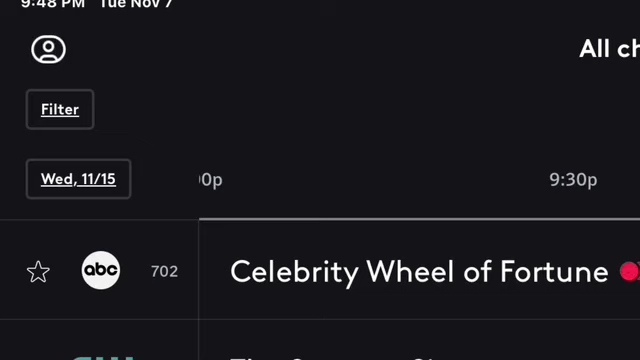 9:48 PM Tue Nov 7
All ch
Filter
Wed, 11/15
00p
9:30p
abc
702
Celebrity Wheel of Fortune